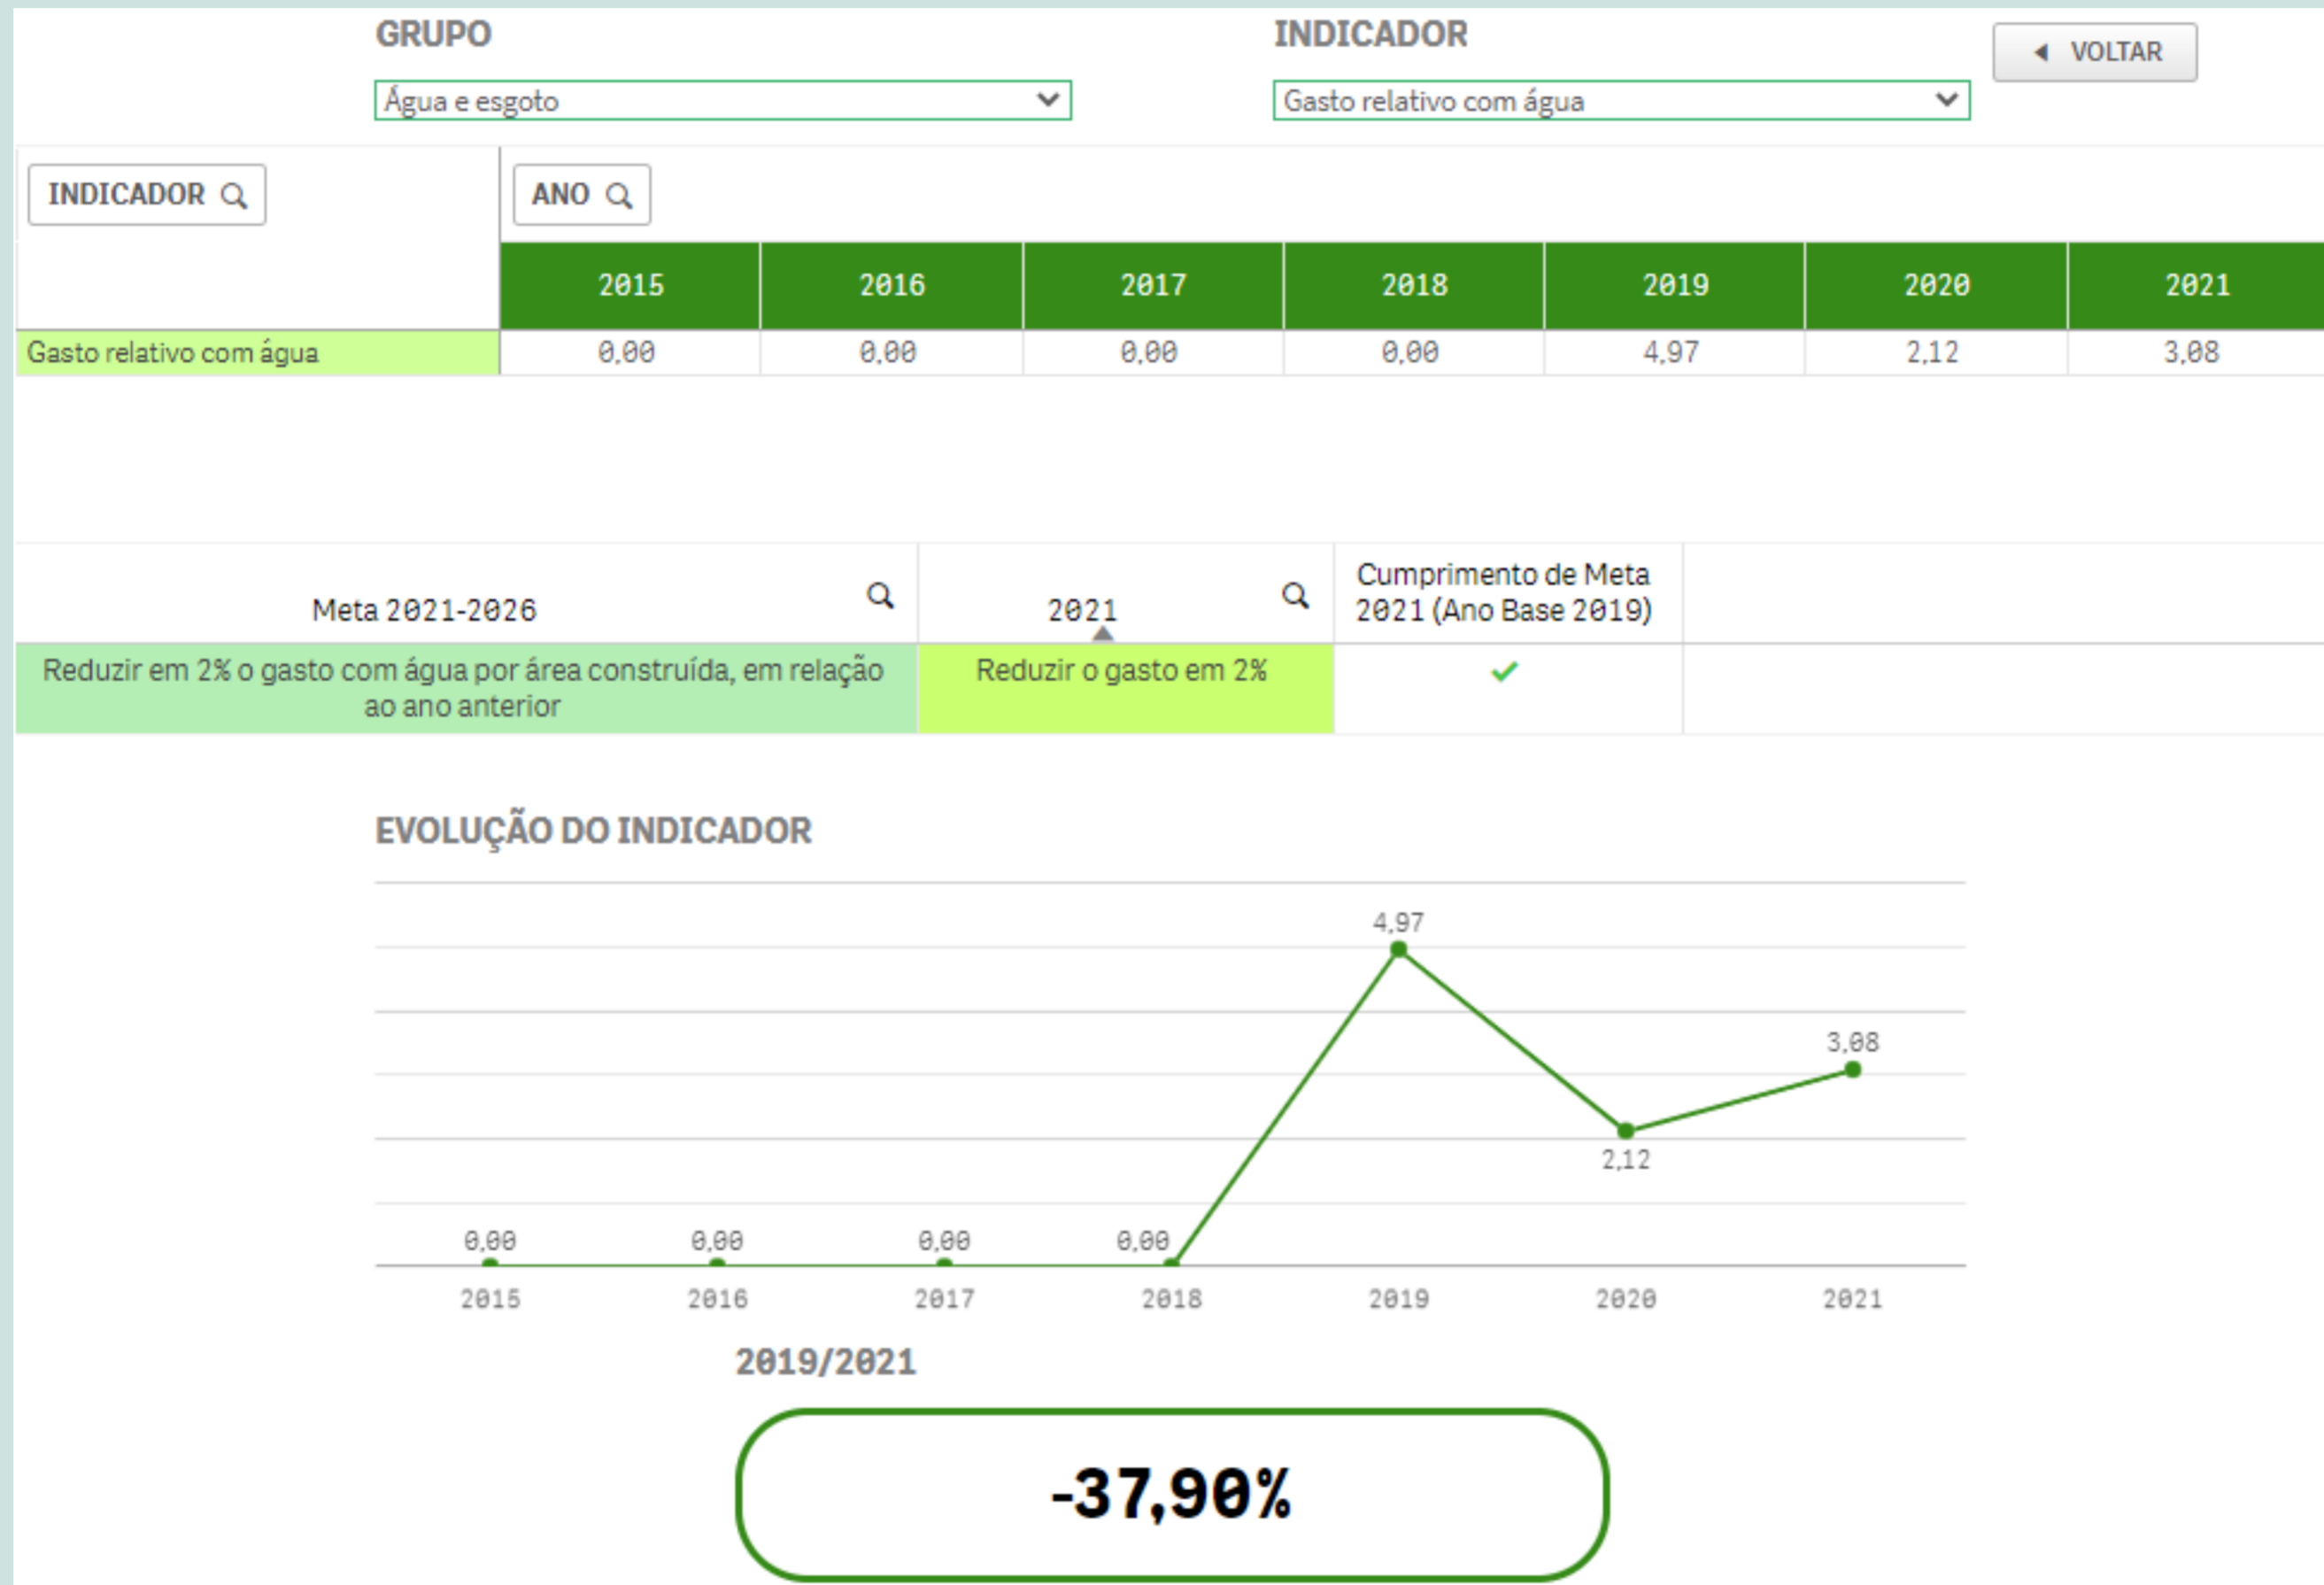 GRUPO
INDICADOR
VOLTAR
Água e esgoto
Gasto relativo com água
INDICADOR
ANO
2015 2016 2017 2018 2019 2020 2021
Gasto relativo com água 0,00 0,00 0,00 0,00 4,97 2,12 3,08
Meta 2021-2026
2021
Cumprimento de Meta
2021 (Ano Base 2019)
Reduzir em 2% o gasto com água por área construída, em relação
ao ano anterior
Reduzir o gasto em 2%
EVOLUÇÃO DO INDICADOR
4,97
3,08
2,12
0,00 0,00 0,00 0,00
2015 2016 2017 2018 2019 2020 2021
2019/2021
-37,90%